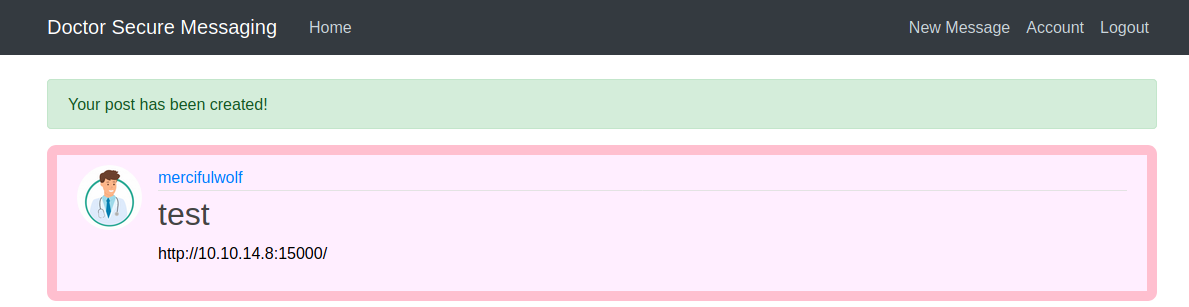 Doctor Secure Messaging Home New Message Account Logout
Your post has been created!
mercifulwolf
test
http://10.10.14.8:15000/